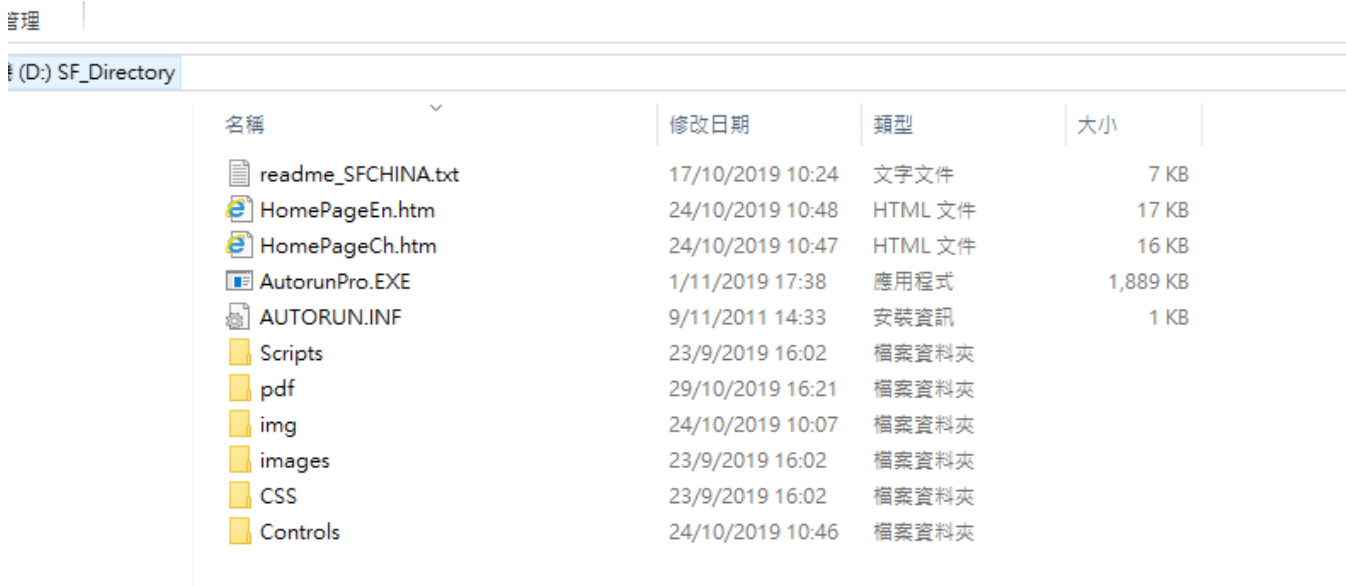 管理
(D:) SF_Directory
名稱 修改日期 類型 大小
readme_SFCHINA.txt 17/10/2019 10:24 文字文件 7 KB
HomePageEn.htm 24/10/2019 10:48 HTML 文件 17 KB
HomePageCh.htm 24/10/2019 10:47 HTML 文件 16 KB
AutorunPro.EXE 1/11/2019 17:38 應用程式 1,889 KB
AUTORUN.INF 9/11/2011 14:33 安裝資訊 1 KB
Scripts 23/9/2019 16:02 檔案資料夾
pdf 29/10/2019 16:21 檔案資料夾
img 24/10/2019 10:07 檔案資料夾
images 23/9/2019 16:02 檔案資料夾
CSS 23/9/2019 16:02 檔案資料夾
Controls 24/10/2019 10:46 檔案資料夾